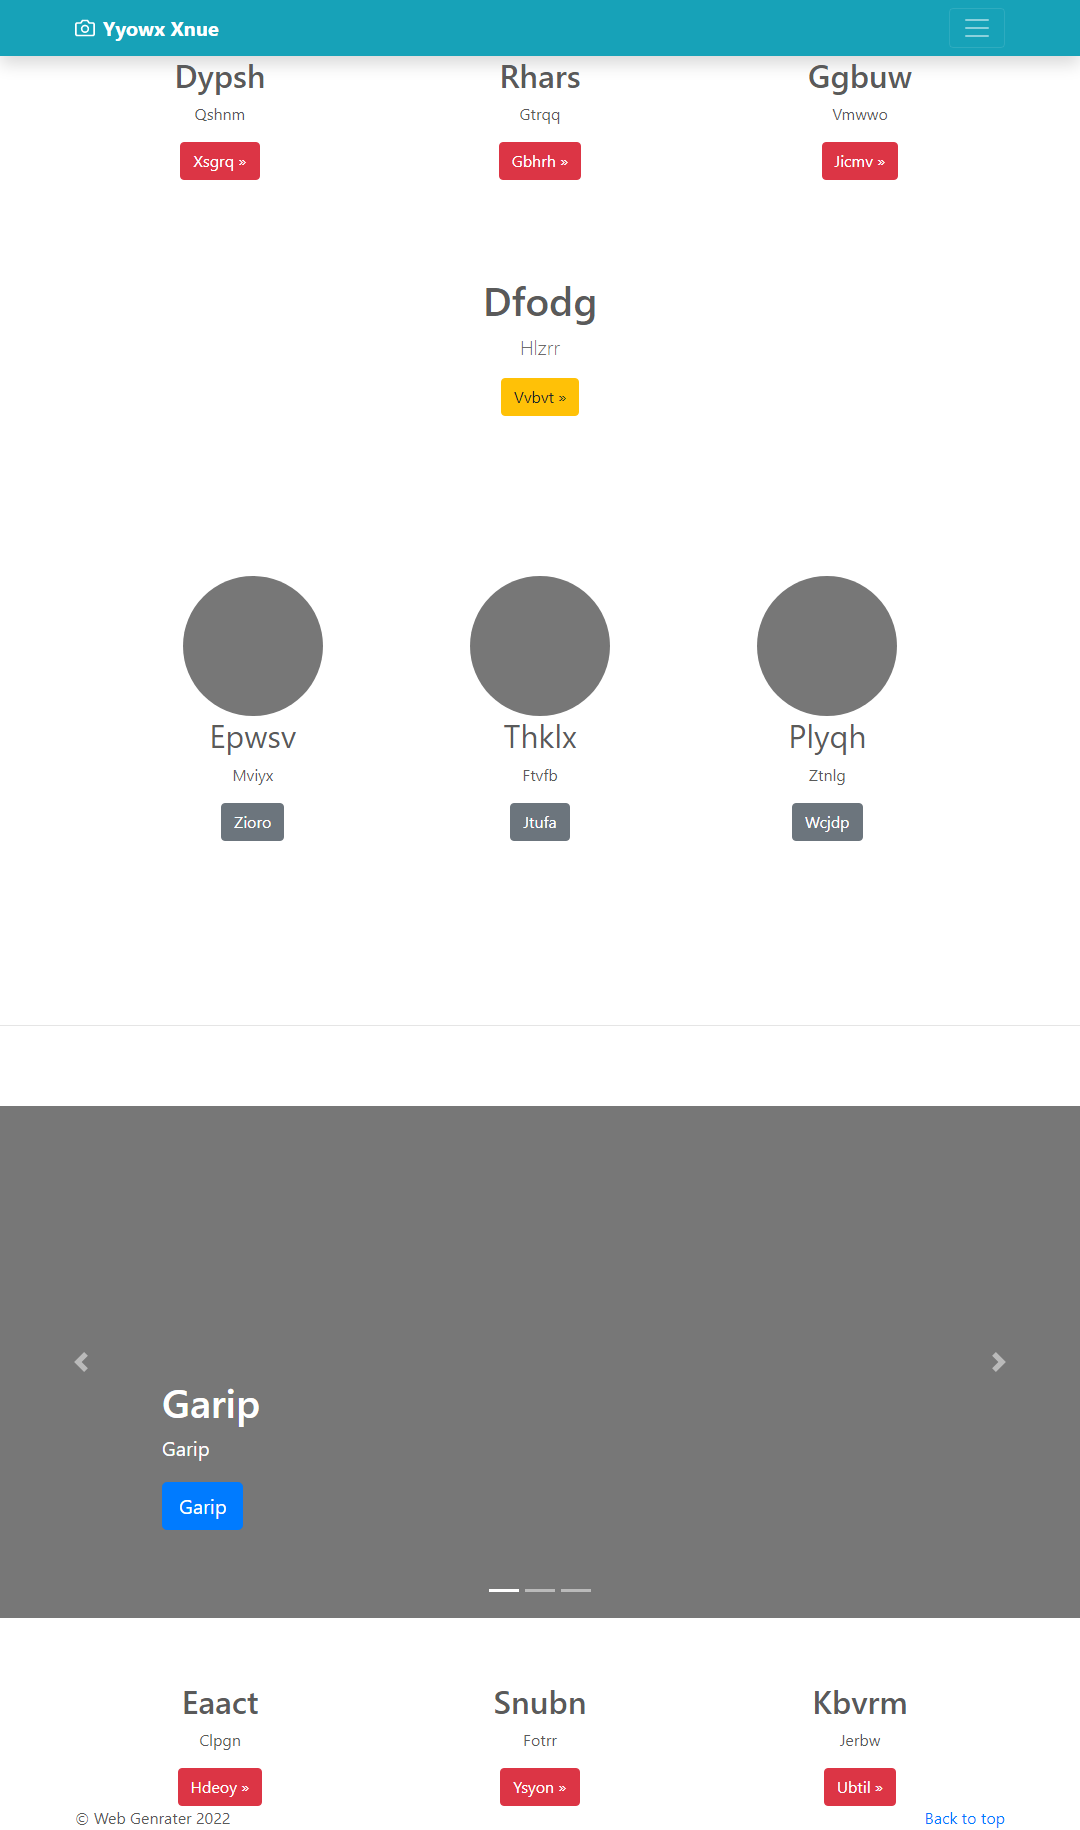 Yyowx Xnue
Dypsh
Qshnm
Xsgrq »
Rhars
Gtrqq
Gbhrh »
Ggbuw
Vmwwo
Jicmv »
Dfodg
Hlzrr
Vvbvt »
Epwsv
Mviyx
Zioro
Thklx
Ftvfb
Jtufa
Plyqh
Ztnlg
Wcjdp
Garip
Garip
Garip
Eaact
Clpgn
Hdeoy »
Snubn
Fotrr
Ysyon »
Kbvrm
Jerbw
Ubtil »
© Web Genrater 2022
Back to top